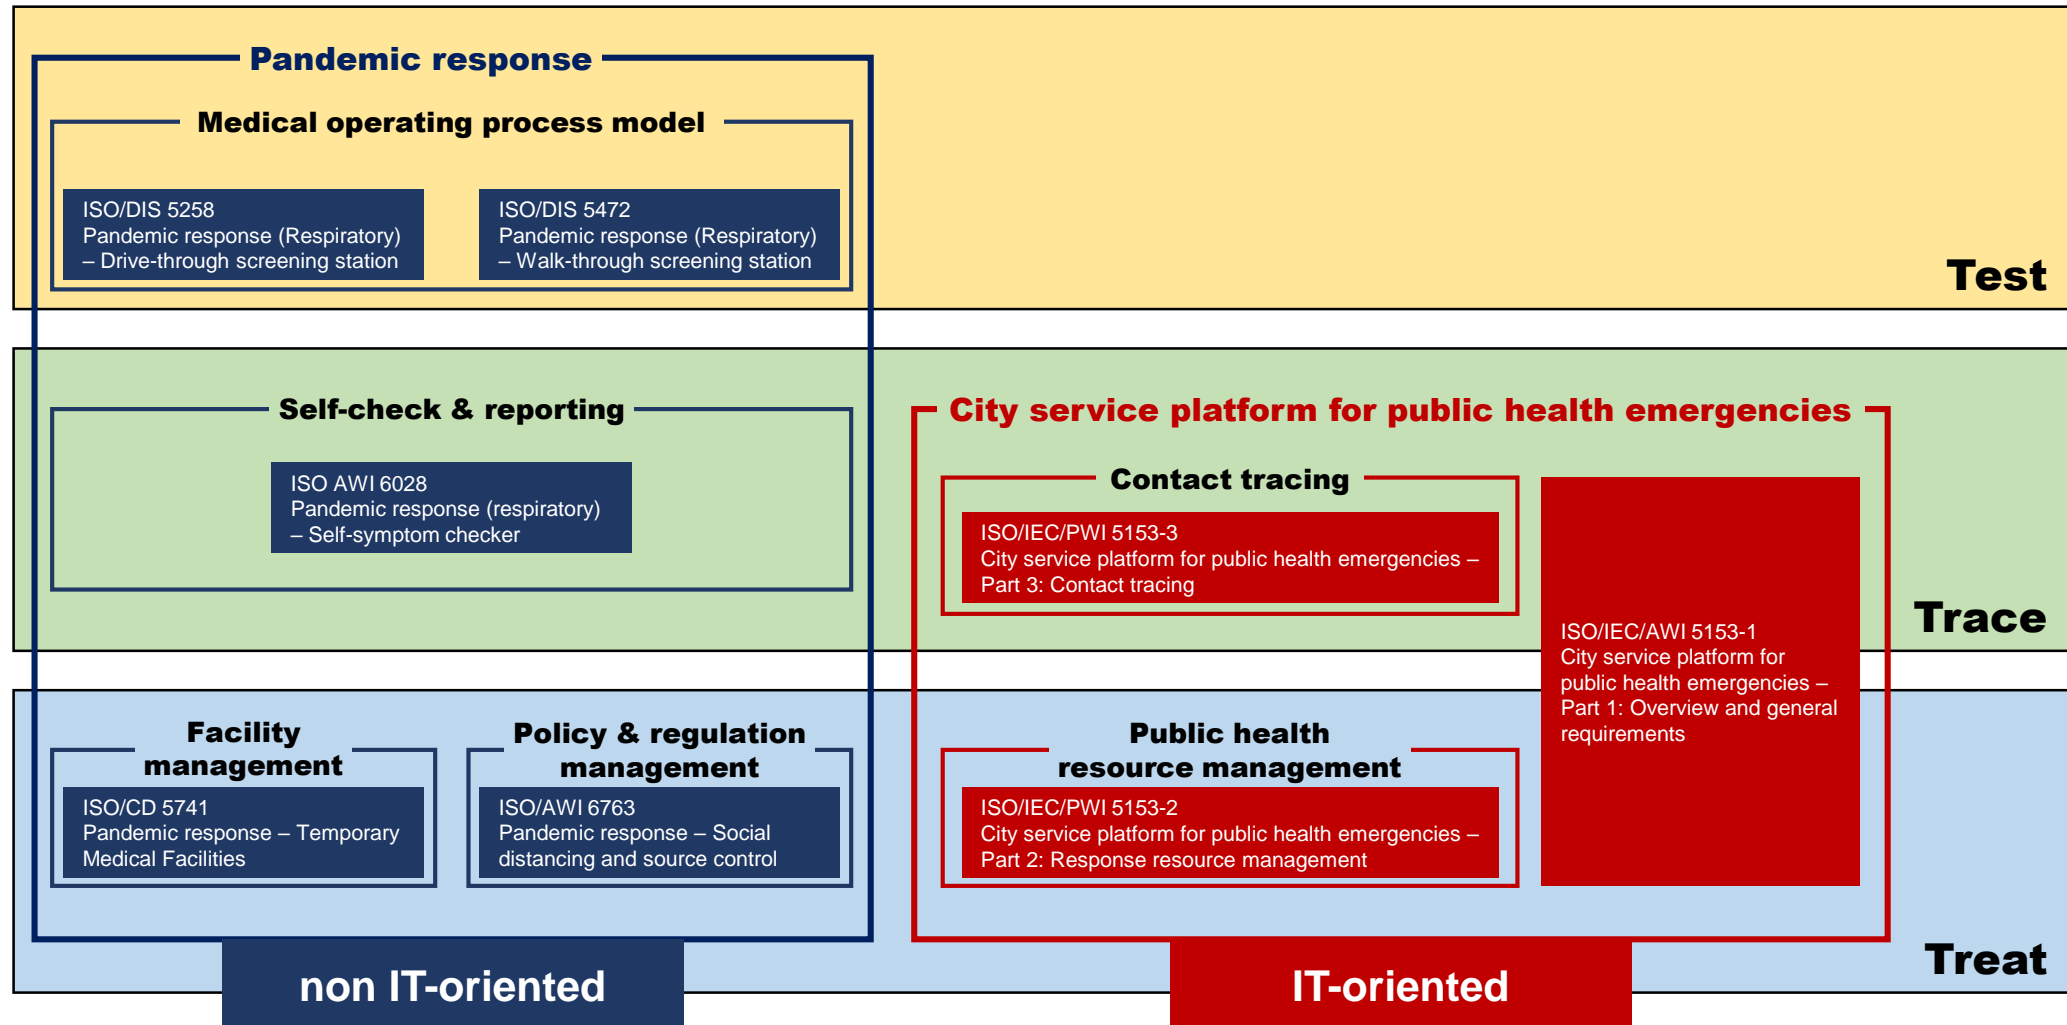 Pandemic response
Medical operating process model
ISO/DIS 5258
Pandemic response (Respiratory)
– Drive-through screening station
ISO/DIS 5472
Pandemic response (Respiratory)
– Walk-through screening station
Test
Self-check & reporting
ISO AWI 6028
Pandemic response (respiratory)
– Self-symptom checker
City service platform for public health emergencies
Contact tracing
ISO/IEC/PWI 5153-3
City service platform for public health emergencies –
Part 3: Contact tracing
ISO/IEC/AWI 5153-1
City service platform for
public health emergencies –
Part 1: Overview and general
requirements
Trace
Facility
management
ISO/CD 5741
Pandemic response – Temporary
Medical Facilities
Policy & regulation
management
ISO/AWI 6763
Pandemic response – Social
distancing and source control
Public health
resource management
ISO/IEC/PWI 5153-2
City service platform for public health emergencies –
Part 2: Response resource management
Treat
non IT-oriented
IT-oriented